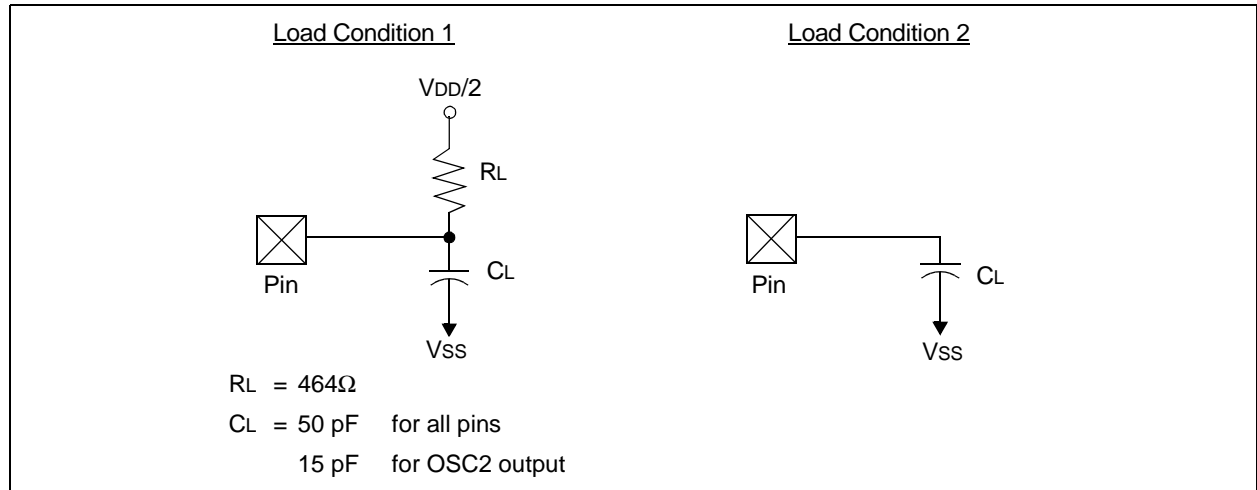 Load Condition 1
VDD/2
RL
Pin
CL
VSS
RL = 464Ω
CL = 50 pF for all pins
15 pF for OSC2 output
Load Condition 2
Pin
CL
VSS